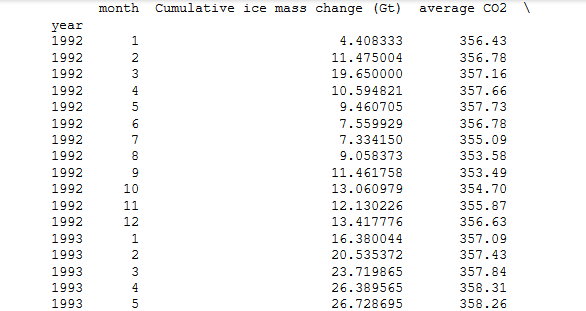 month Cumulative ice mass change (Gt) average CO2 \
year
1992 1 4.408333 356.43
1992 2 11.475004 356.78
1992 3 19.650000 357.16
1992 4 10.594821 357.66
1992 5 9.460705 357.73
1992 6 7.559929 356.78
1992 7 7.334150 355.09
1992 8 9.058373 353.58
1992 9 11.461758 353.49
1992 10 13.060979 354.70
1992 11 12.130226 355.87
1992 12 13.417776 356.63
1993 1 16.380044 357.09
1993 2 20.535372 357.43
1993 3 23.719865 357.84
1993 4 26.389565 358.31
1993 5 26.728695 358.26